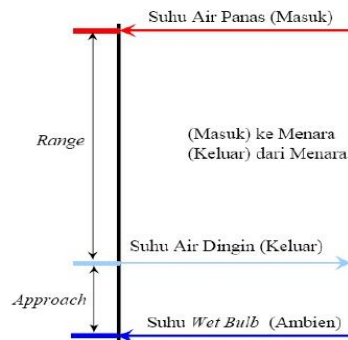 Suhu Air Panas (Masuk)
Range
(Masuk) ke Menara
(Keluar) dari Menara
Suhu Air Dingin (Keluar)
Approach
Suhu Wet Bulb (Ambien)